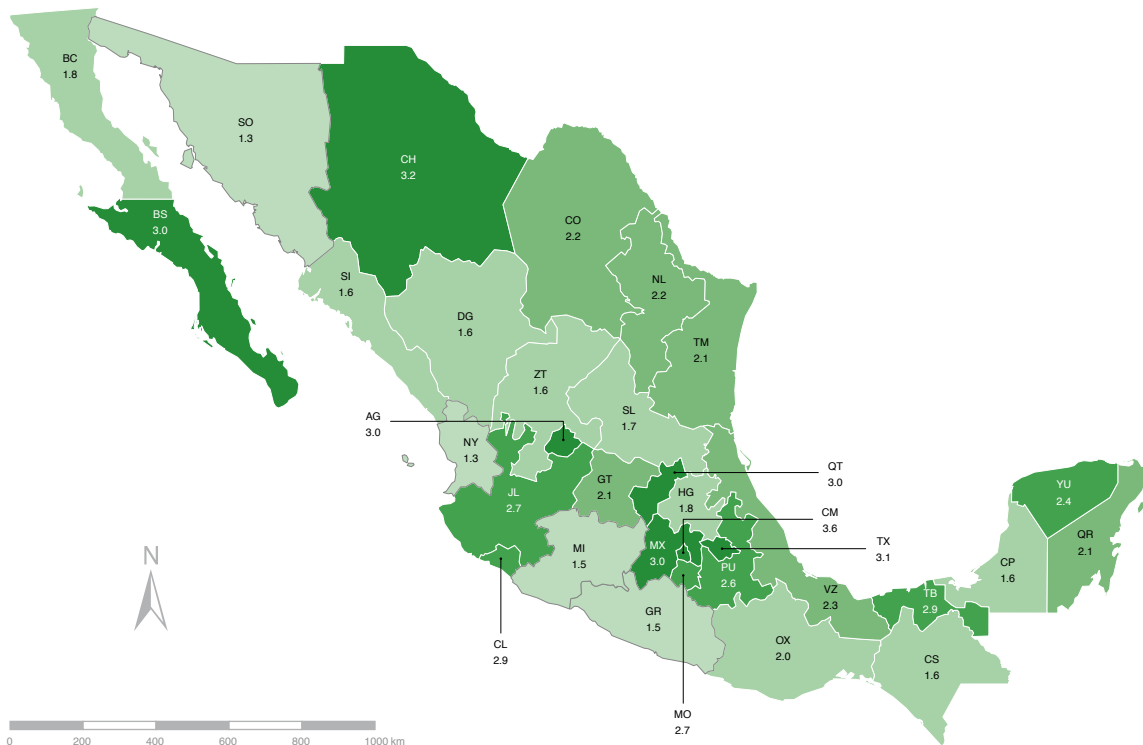 BC
1.8
SO
1.3
CH
3.2
BS
3.0
CO
2.2
SI
1.6
NL
2.2
DG
1.6
TM
2.1
ZT
1.6
SL
1.7
AG
3.0
NY
1.3
QT
3.0
GT
2.1
HG
1.8
JL
2.7
YU
2.4
CM
3.6
TX
3.1
QR
2.1
MX
3.0
MI
1.5
PU
2.6
CP
1.6
VZ
2.3
TB
2.9
GR
1.5
CL
2.9
OX
2.0
CS
1.6
MO
2.7
N
0 200 400 600 800 1000 km